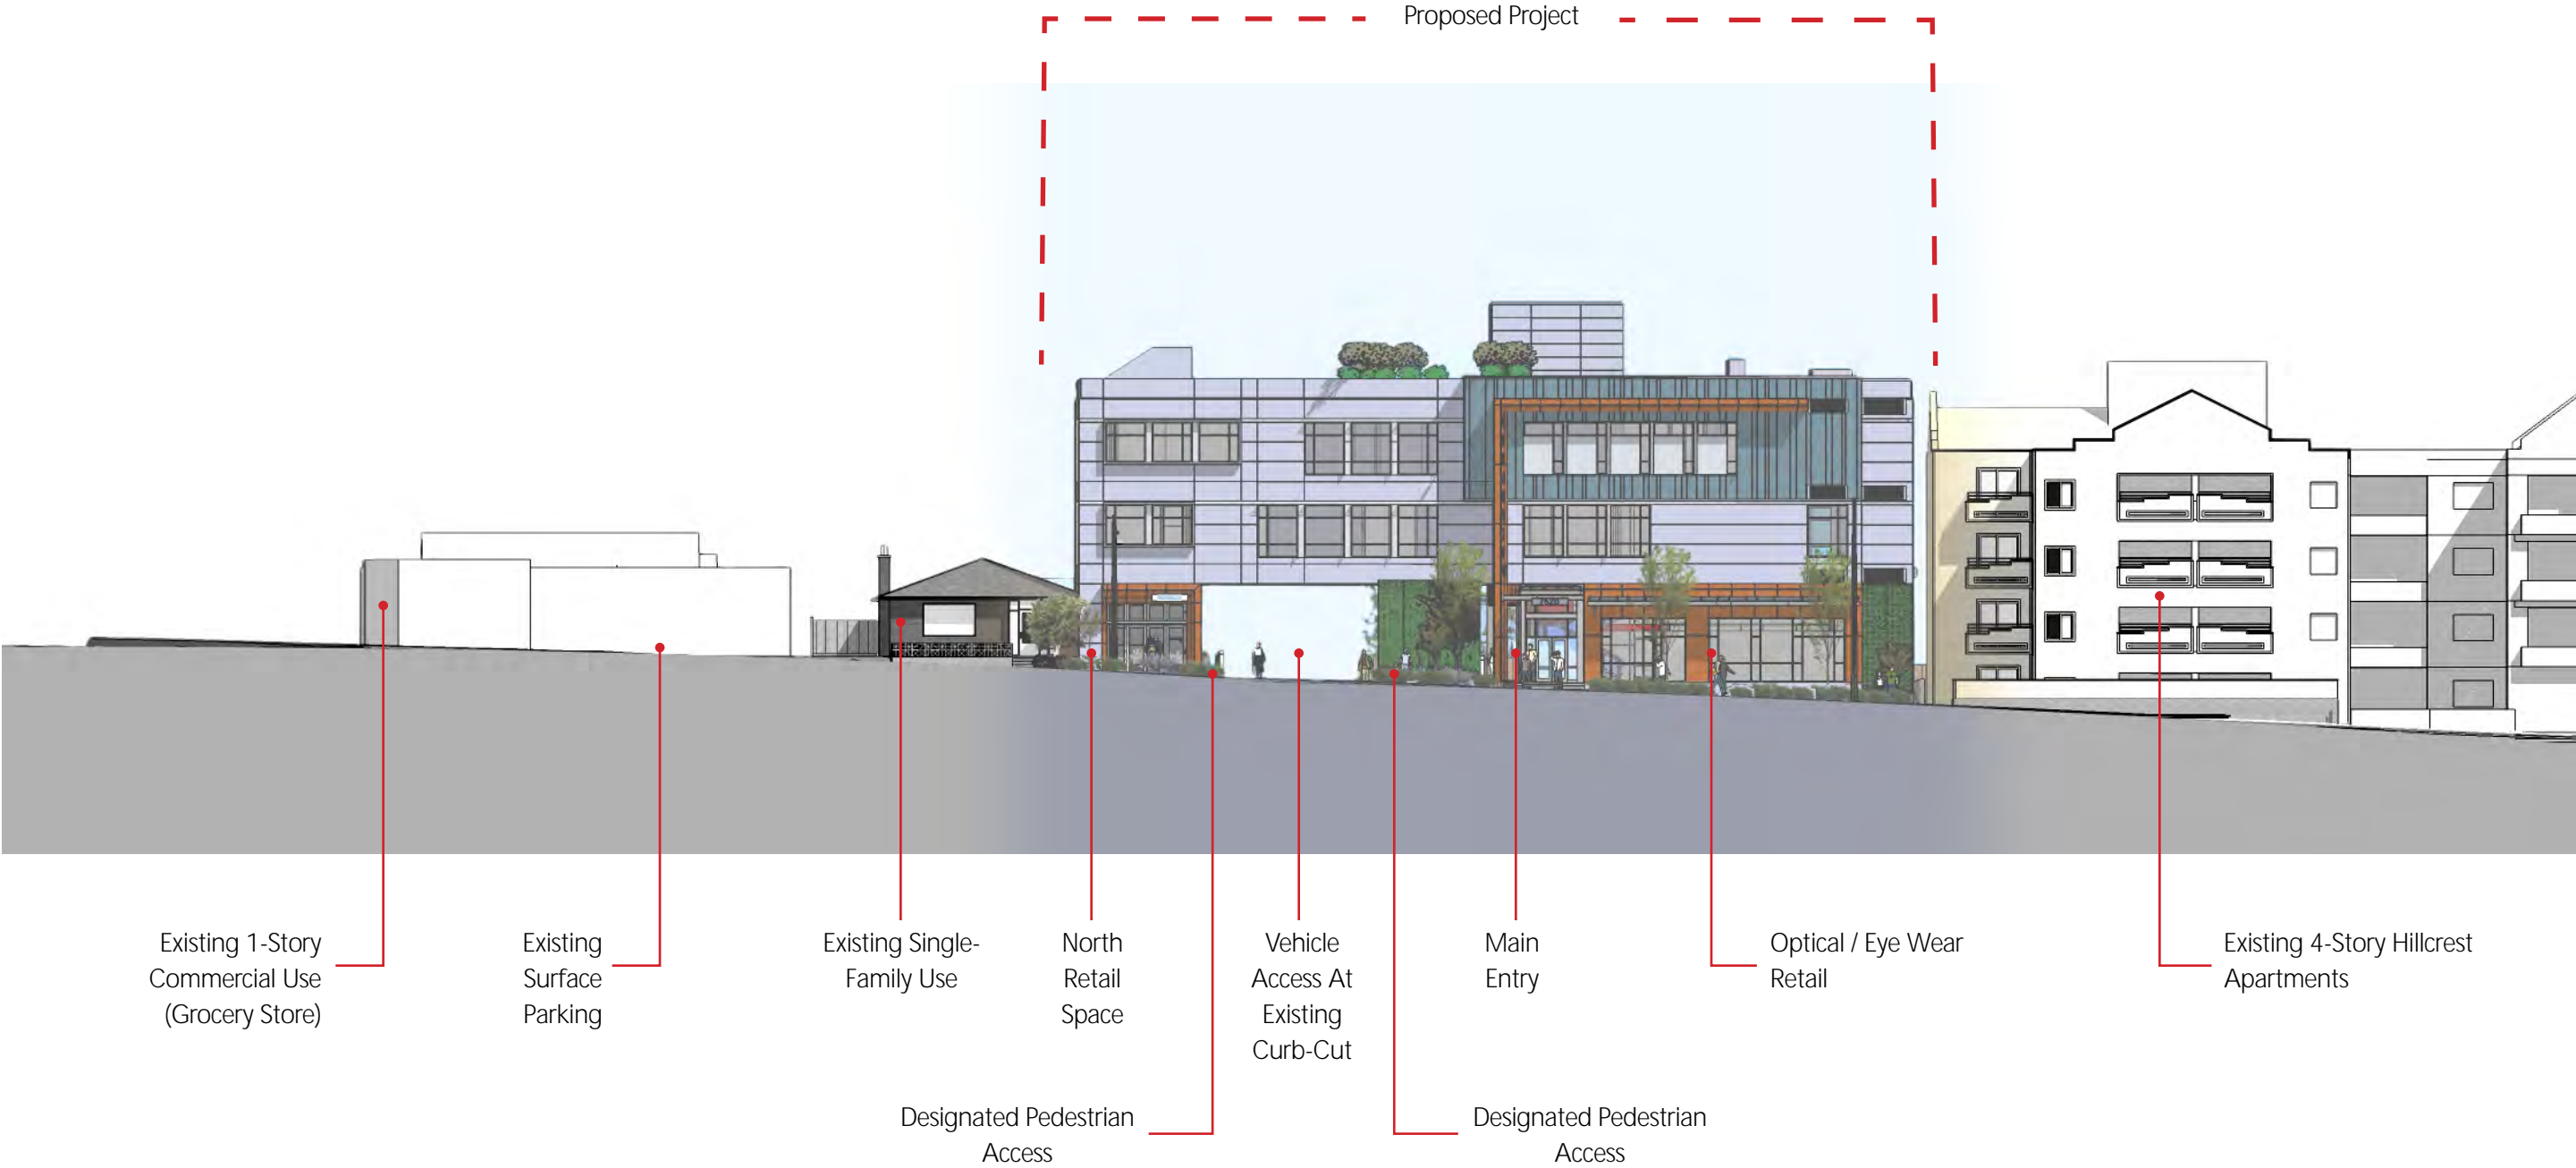 Proposed Project
Existing 1-Story
Commercial Use
(Grocery Store)
Existing
Surface
Parking
Existing Single-
Family Use
North
Retail
Space
Vehicle
Access At
Existing
Curb-Cut
Main
Entry
Optical / Eye Wear
Retail
Existing 4-Story Hillcrest
Apartments
Designated Pedestrian
Access
Designated Pedestrian
Access